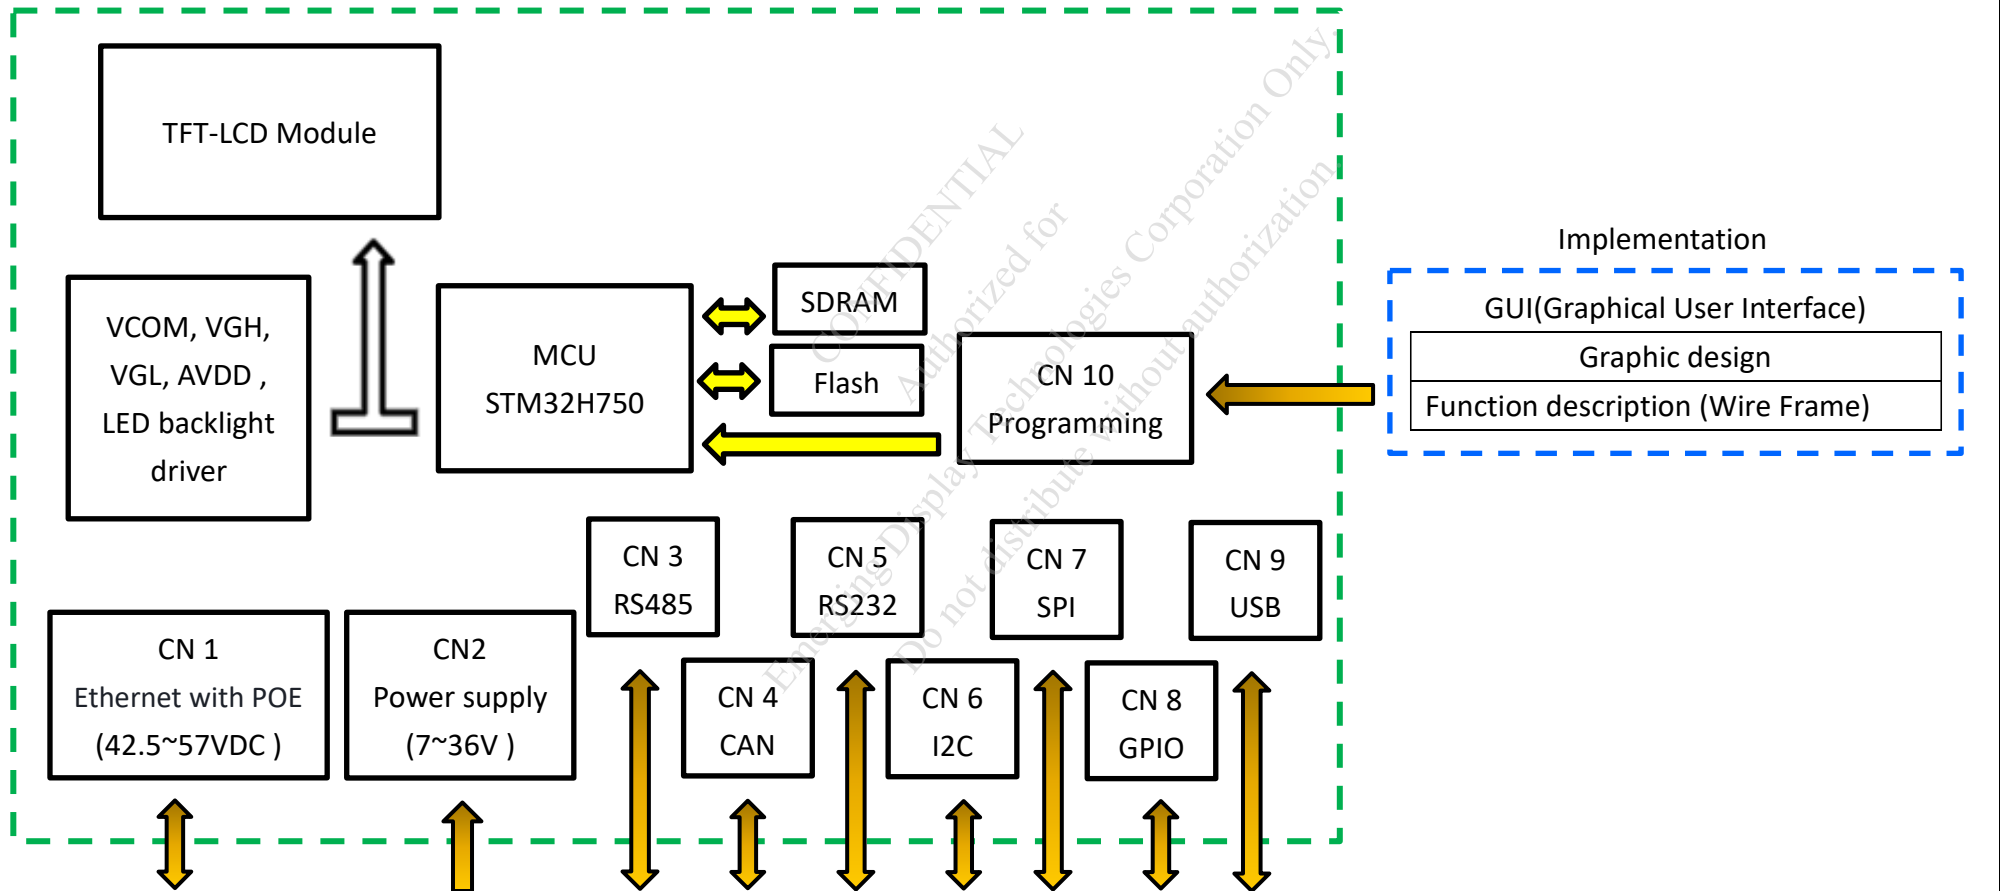 TFT-LCD Module
VCOM, VGH,
VGL, AVDD ,
LED backlight
driver
MCU
STM32H750
SDRAM
Flash
CN 10
Programming
Implementation
GUI(Graphical User Interface)
Graphic design
Function description (Wire Frame)
CN 1
Ethernet with POE
(42.5~57VDC )
CN2
Power supply
(7~36V )
CN 3
RS485
CN 4
CAN
CN 5
RS232
CN 6
I2C
CN 7
SPI
CN 8
GPIO
CN 9
USB
CONFIDENTIAL
Authorized for
Emerging Display Technologies Corporation Only.
Do not distribute without authorization.